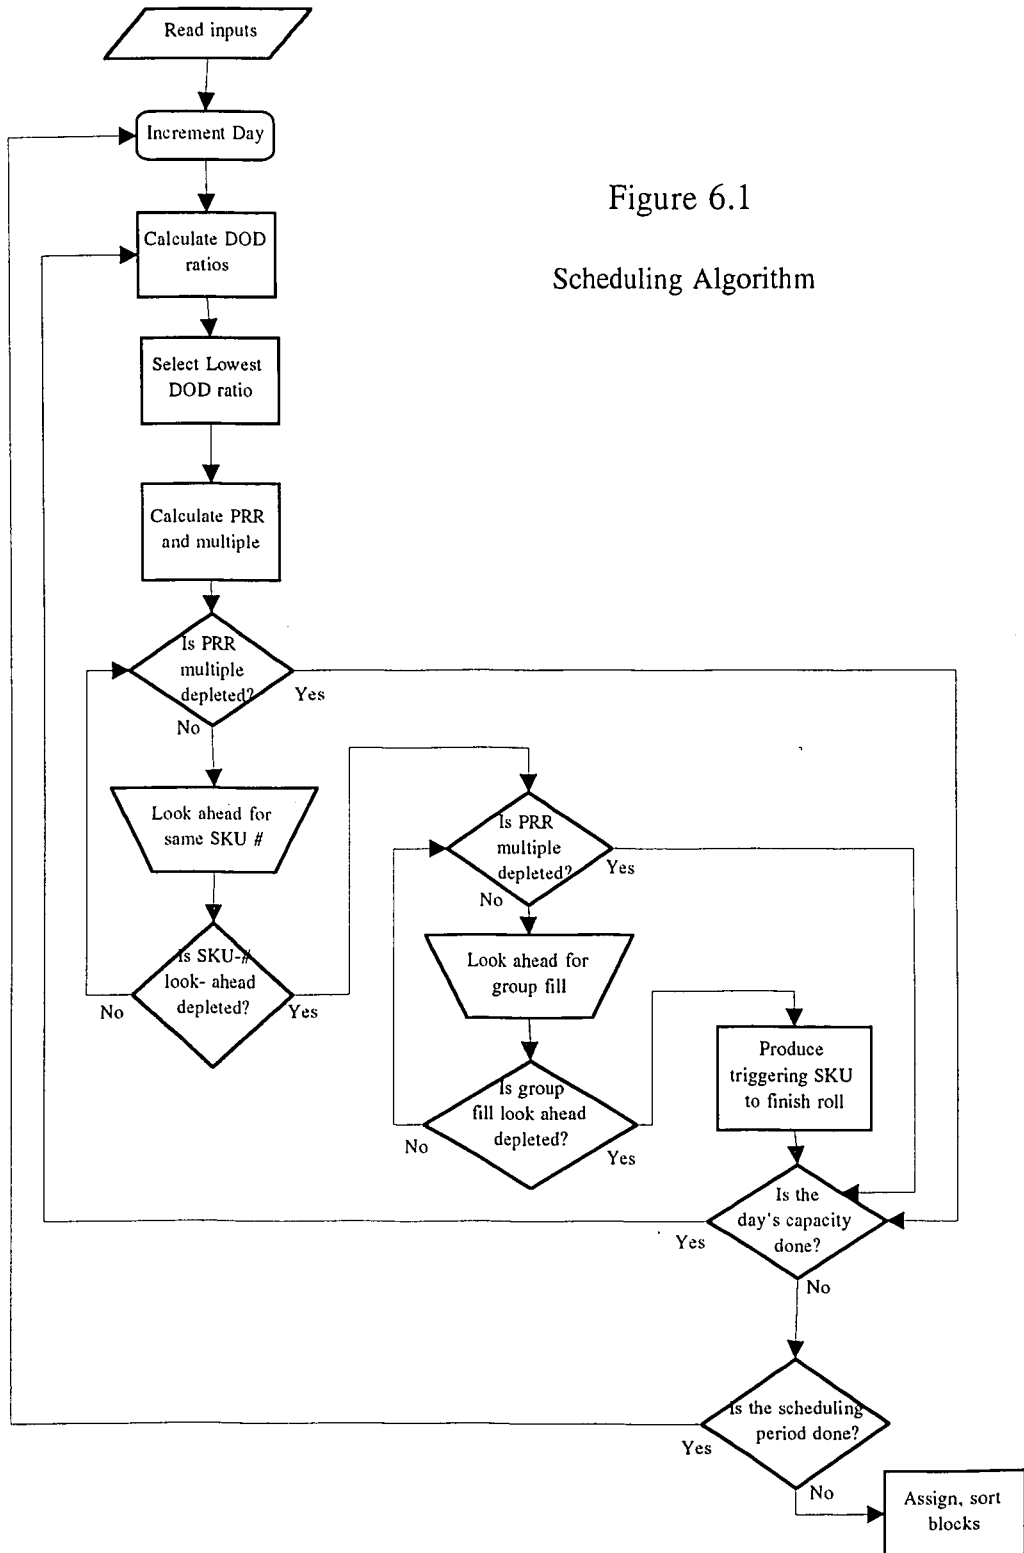 Read inputs
Increment Day
Figure 6.1
Scheduling Algorithm
Calculate DOD
ratios
Select Lowest
DOD ratio
Calculate PRR
and multiple
Is PRR
multiple
depleted?
Yes
No
Look ahead for
same SKU #
Is SKU-#
look- ahead
depleted?
No
Yes
Is PRR
multiple
depleted?
Yes
No
Look ahead for
group fill
Is group
fill look ahead
depleted?
No
Yes
Produce
triggering SKU
to finish roll
Is the
day's capacity
done?
Yes
No
Is the scheduling
period done?
Yes
No
Assign, sort
blocks